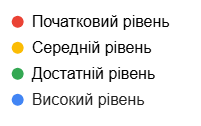 Початковий рівень
Середній рівень
Достатній рівень
Високий рівень